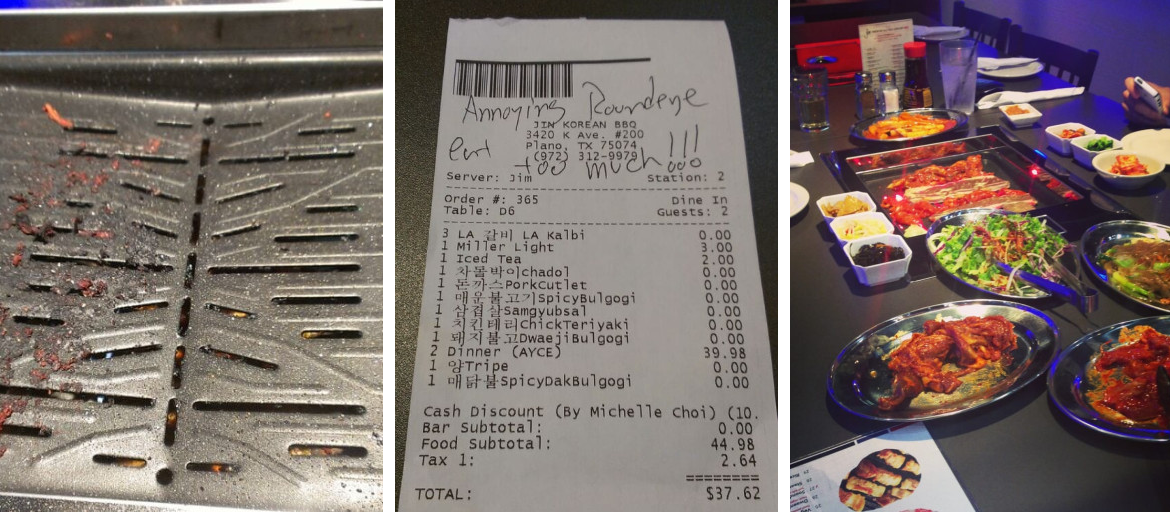 Annoying Roundeye
JIN KOREAN BBQ
3420 K Ave. #200
Plano, TX 75074
(972) 312-9979
eart too much!!!
Server: Jim Station: 2
Order #: 365 Dine In
Table: D6 Guests: 2
3 LA 갈비 LA Kalbi 0.00
1 Miller Light 3.00
1 Iced Tea 2.00
1 차돌박이chadol 0.00
1 돈까스PorkCutlet 0.00
1 매운불고기SpicyBulgogi 0.00
1 삼겹살Samgyubsal 0.00
1 치킨테리ChickTeriyaki 0.00
1 돼지불고DwaejiBulgogi 0.00
2 Dinner (AYCE) 39.98
1 양Tripe 0.00
1 매닭불SpicyDakBulgogi 0.00
Cash Discount (By Michelle Choi) (10.
Bar Subtotal: 0.00
Food Subtotal: 44.98
Tax 1: 2.64
========
TOTAL: $37.62